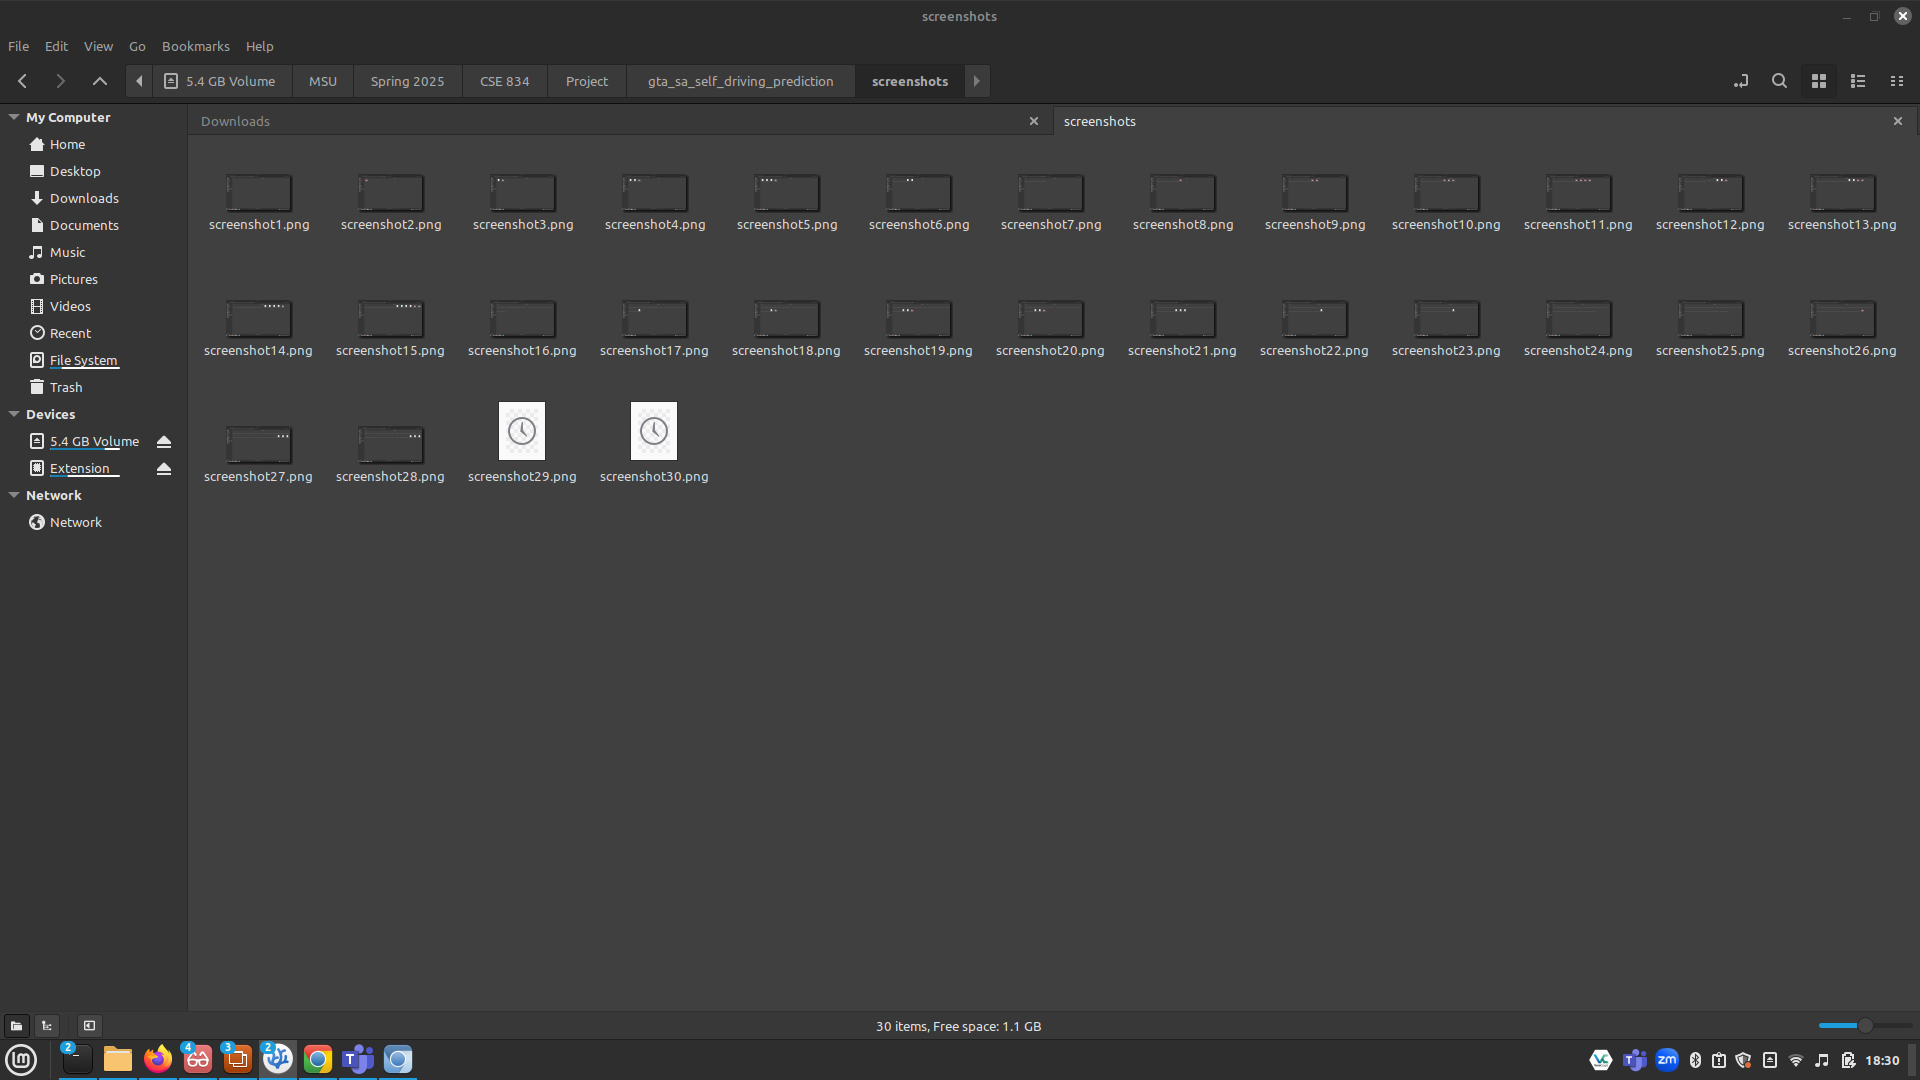 screenshots
File Edit View Go Bookmarks Help
5.4 GB Volume MSU Spring 2025 CSE 834 Project gta_sa_self_driving_prediction screenshots
My Computer
Home
Desktop
Downloads
Documents
Music
Pictures
Videos
Recent
File System
Trash
Devices
5.4 GB Volume
Extension
Network
Network
Downloads screenshots
screenshot1.png screenshot2.png screenshot3.png screenshot4.png screenshot5.png screenshot6.png screenshot7.png screenshot8.png screenshot9.png screenshot10.png screenshot11.png screenshot12.png screenshot13.png
screenshot14.png screenshot15.png screenshot16.png screenshot17.png screenshot18.png screenshot19.png screenshot20.png screenshot21.png screenshot22.png screenshot23.png screenshot24.png screenshot25.png screenshot26.png
screenshot27.png screenshot28.png screenshot29.png screenshot30.png
30 items, Free space: 1.1 GB
2 4 3 2 T zm 18:30